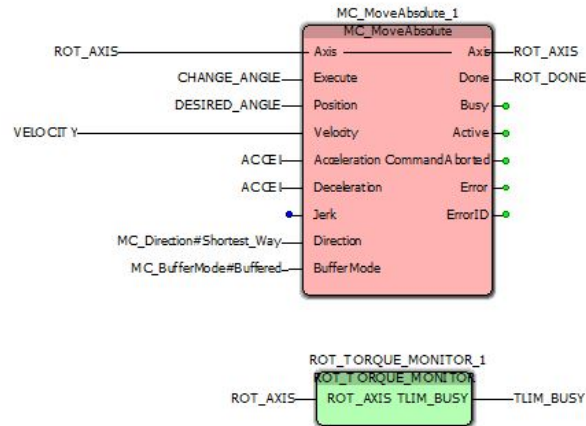 MC_MoveAbsolute_1
MC_MoveAbsolute
ROT_AXIS Axis Axis ROT_AXIS
CHANGE_ANGLE Execute Done ROT_DONE
DESIRED_ANGLE Position Busy
VELOCITY Velocity Active
ACCEl Acceleration CommandAborted
ACCEl Deceleration Error
Jerk ErrorID
MC_Direction#Shortest_Way Direction
MC_BufferMode#Buffered BufferMode
ROT_TORQUE_MONITOR_1
ROT_TORQUE_MONITOR
ROT_AXIS ROT_AXIS TLIM_BUSY TLIM_BUSY